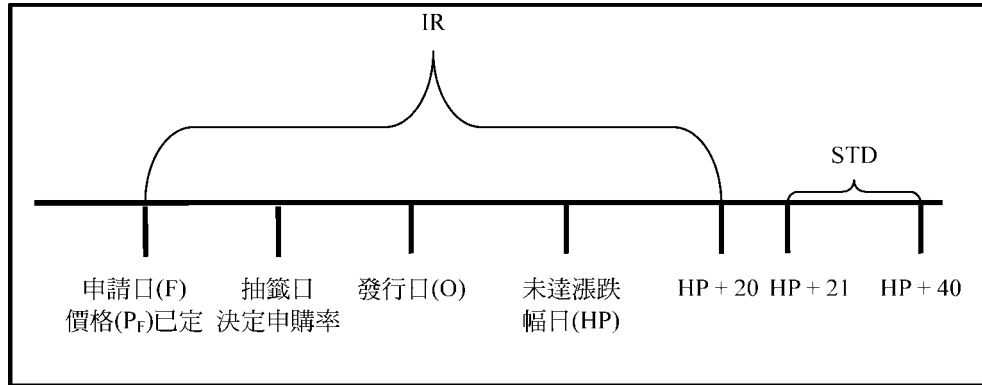 IR
STD
申請日(F)
價格(PF)已定
抽籤日
決定申購率
發行日(O)
未達漲跌
幅日(HP)
HP + 20
HP + 21
HP + 40